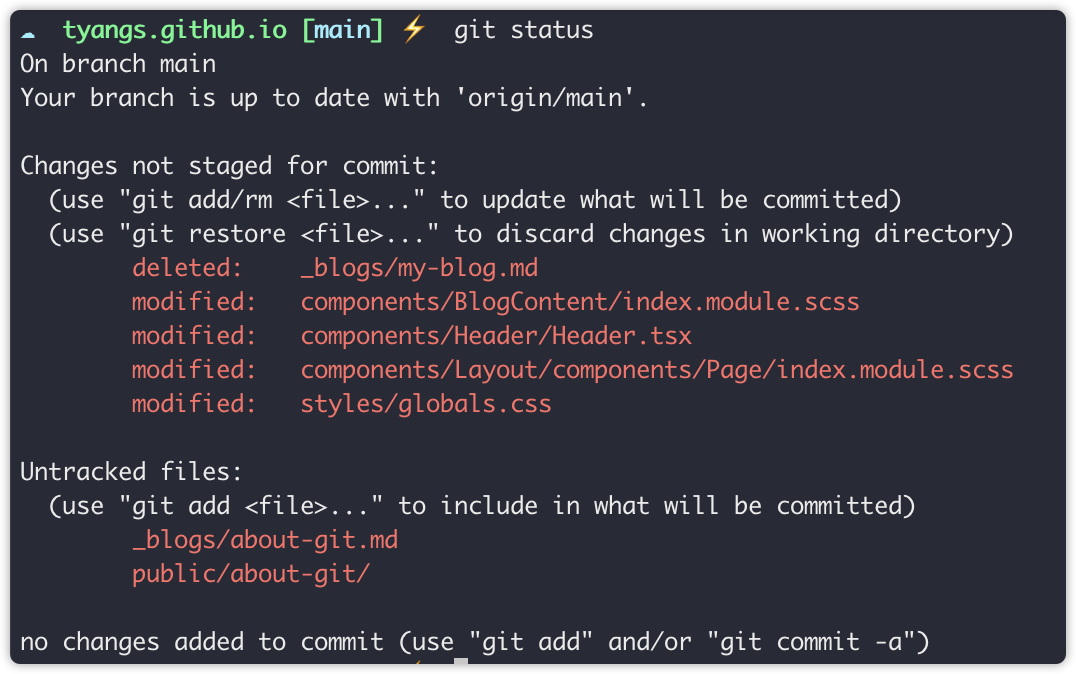 ☁ tyangs.github.io [main] ⚡ git status
On branch main
Your branch is up to date with 'origin/main'.
Changes not staged for commit:
(use "git add/rm <file>..." to update what will be committed)
(use "git restore <file>..." to discard changes in working directory)
deleted: _blogs/my-blog.md
modified: components/BlogContent/index.module.scss
modified: components/Header/Header.tsx
modified: components/Layout/components/Page/index.module.scss
modified: styles/globals.css
Untracked files:
(use "git add <file>..." to include in what will be committed)
_blogs/about-git.md
public/about-git/
no changes added to commit (use "git add" and/or "git commit -a")